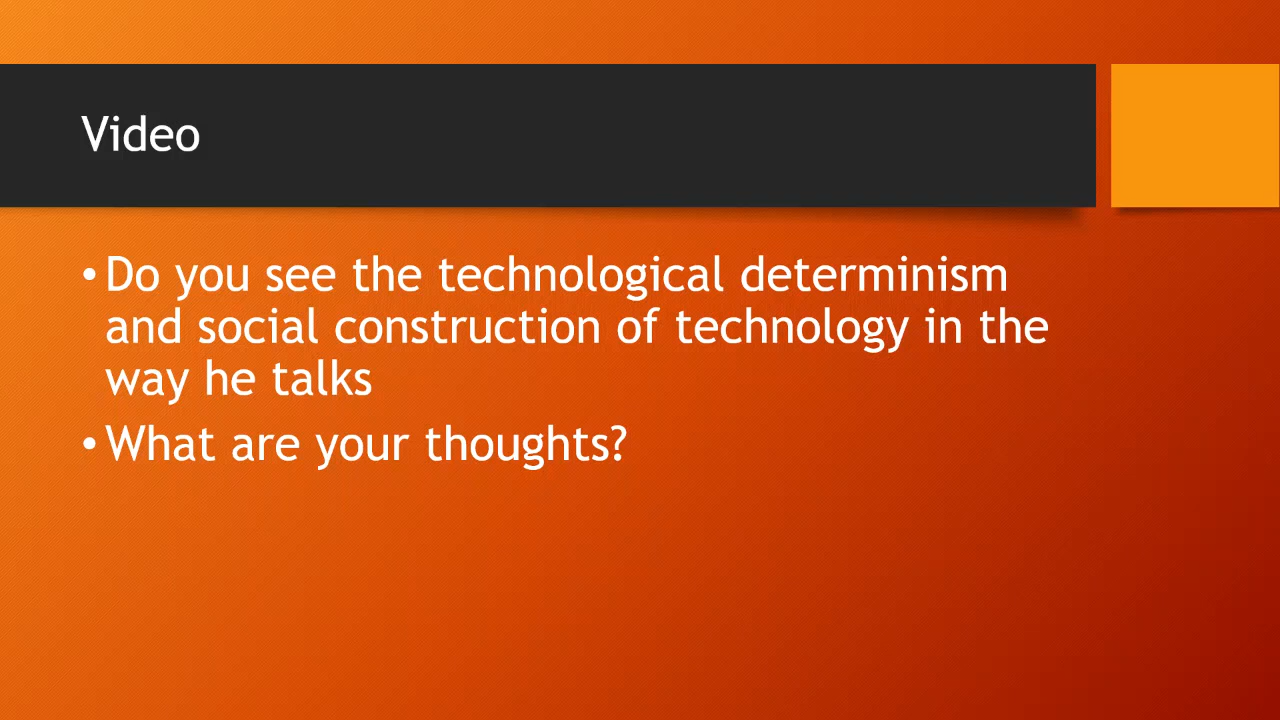 Video
•Do you see the technological determinism
and social construction of technology in the
way he talks
•What are your thoughts?